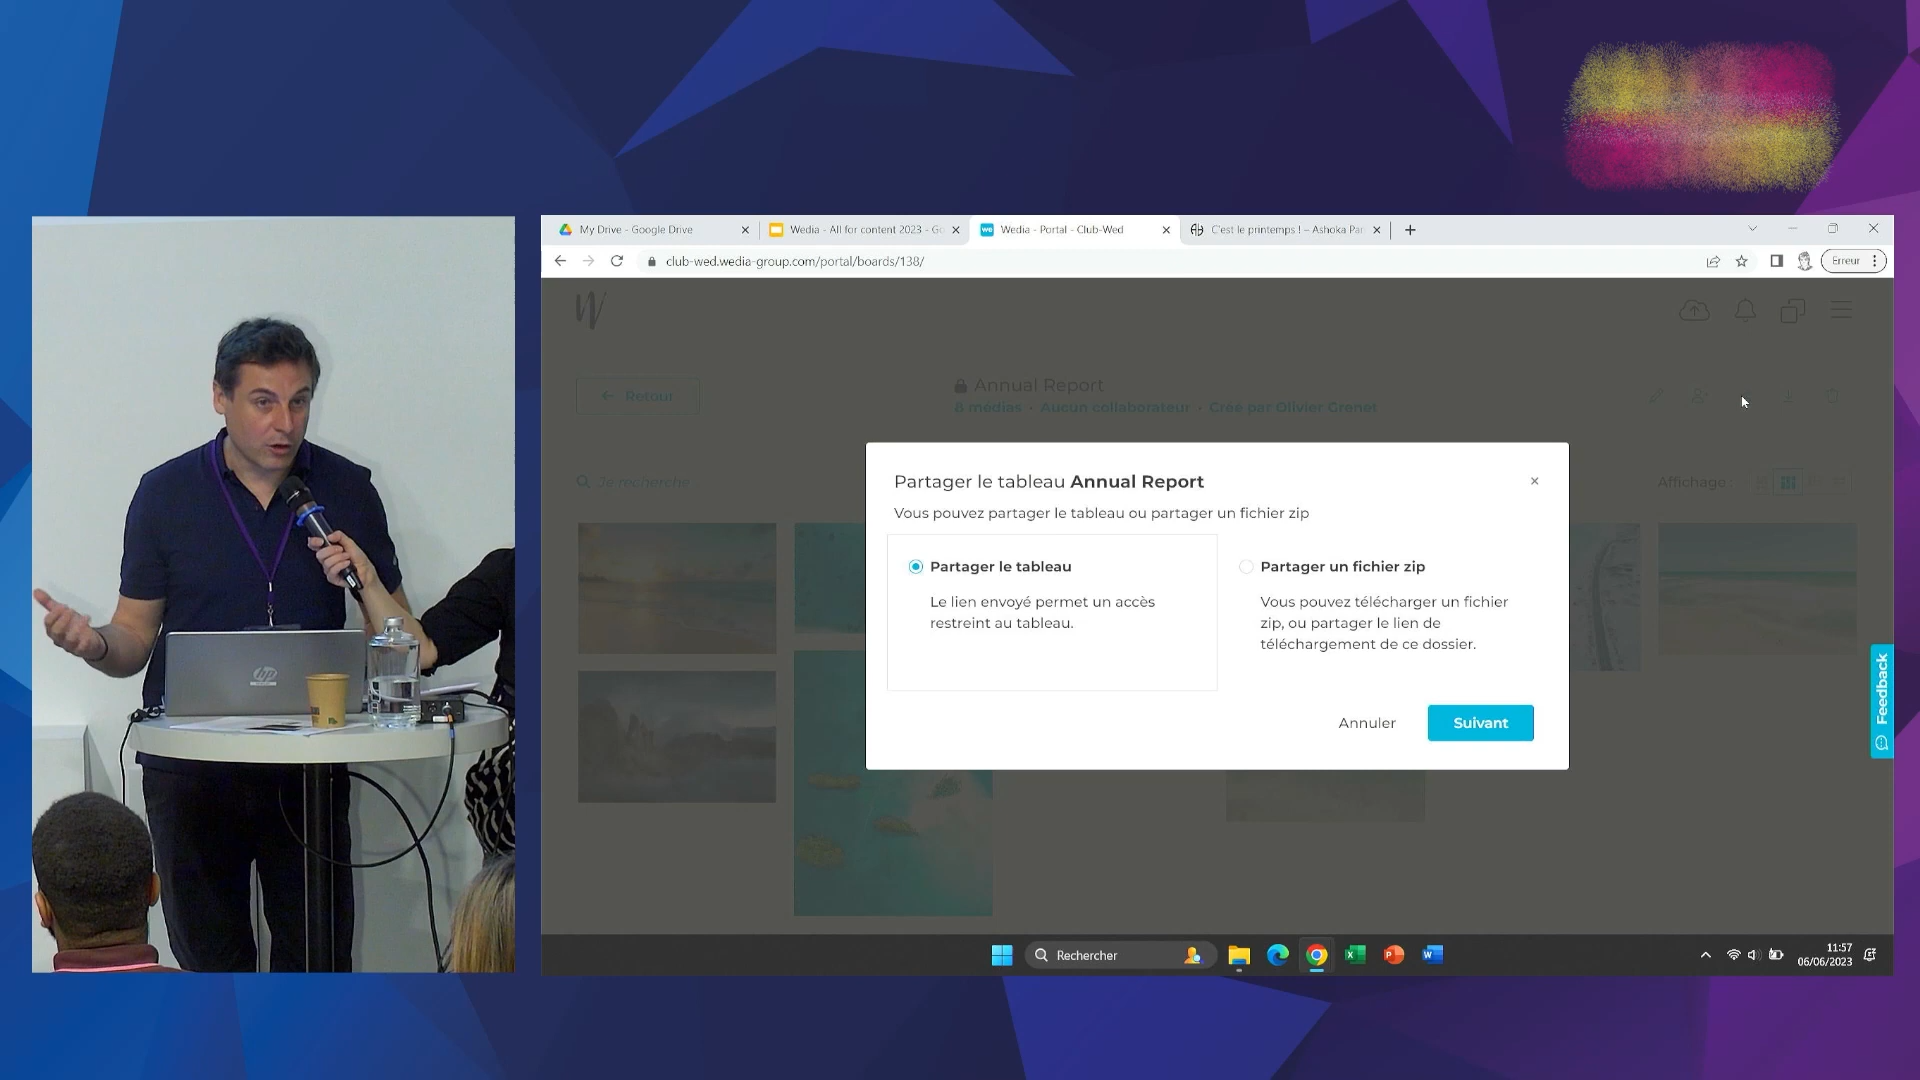 My Drive - Google Drive
Wedia - All for content 2023 - Go
Wedia - Portal - Club-Wed
C'est le printemps ! – Ashoka Par
club-wed.wedia-group.com/portal/boards/138/
Erreur
W
Retour
Annual Report
8 médias · Aucun collaborateur · Créé par Olivier Grenet
Je recherche
Affichage :
Partager le tableau Annual Report
Vous pouvez partager le tableau ou partager un fichier zip
Partager le tableau
Le lien envoyé permet un accès
restreint au tableau.
Partager un fichier zip
Vous pouvez télécharger un fichier
zip, ou partager le lien de
téléchargement de ce dossier.
Annuler
Suivant
Feedback
hp
Rechercher
11:57
06/06/2023